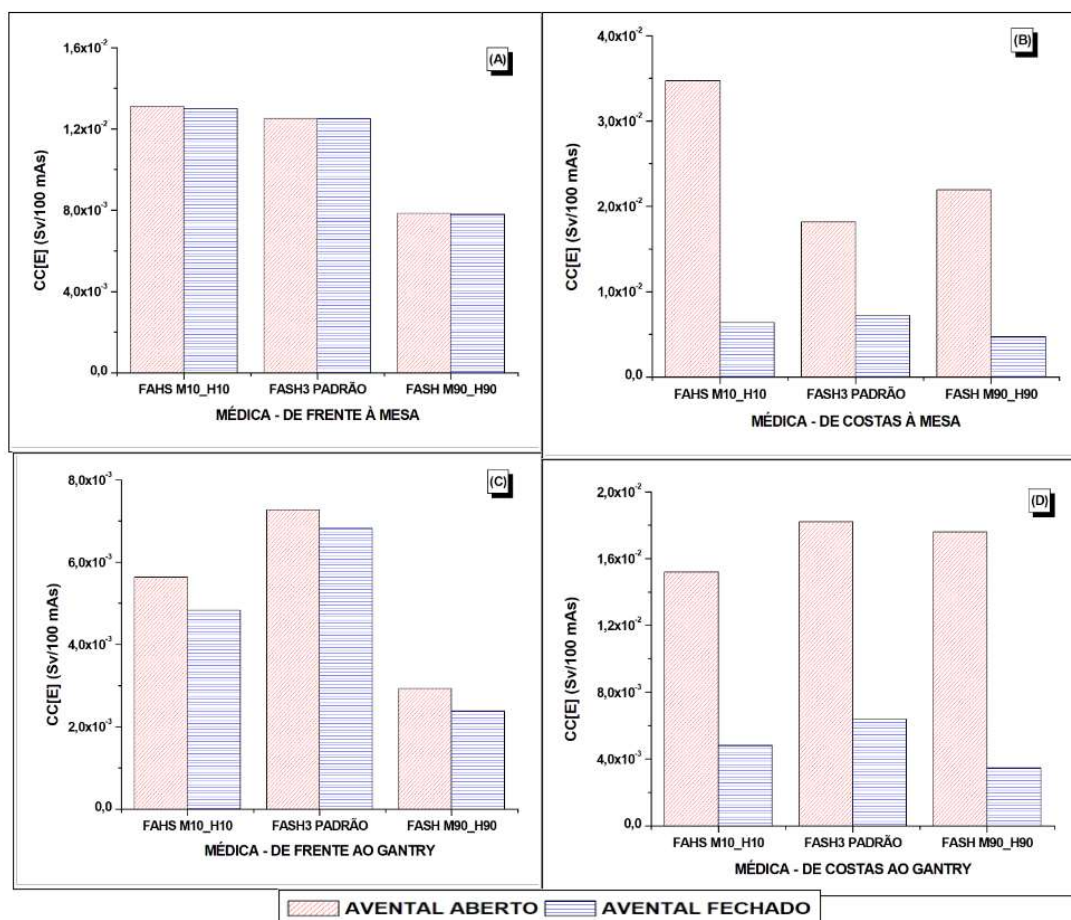 (A)
CC[E] (Sv/100 mAs)
1,6x10-2
1,2x10-2
8,0x10-3
4,0x10-3
0,0
FAHS M10_H10 FASH3 PADRÃO FASH M90_H90
MÉDICA - DE FRENTE À MESA
(B)
CC[E] (Sv/100 mAs)
4,0x10-2
3,0x10-2
2,0x10-2
1,0x10-2
0,0
FAHS M10_H10 FASH3 PADRÃO FASH M90_H90
MÉDICA - DE COSTAS À MESA
(C)
CC[E] (Sv/100 mAs)
8,0x10-3
6,0x10-3
4,0x10-3
2,0x10-3
0,0
FAHS M10_H10 FASH3 PADRÃO FASH M90_H90
MÉDICA - DE FRENTE AO GANTRY
(D)
CC[E] (Sv/100 mAs)
2,0x10-2
1,6x10-2
1,2x10-2
8,0x10-3
4,0x10-3
0,0
FAHS M10_H10 FASH3 PADRÃO FASH M90_H90
MÉDICA - DE COSTAS AO GANTRY
AVENTAL ABERTO AVENTAL FECHADO